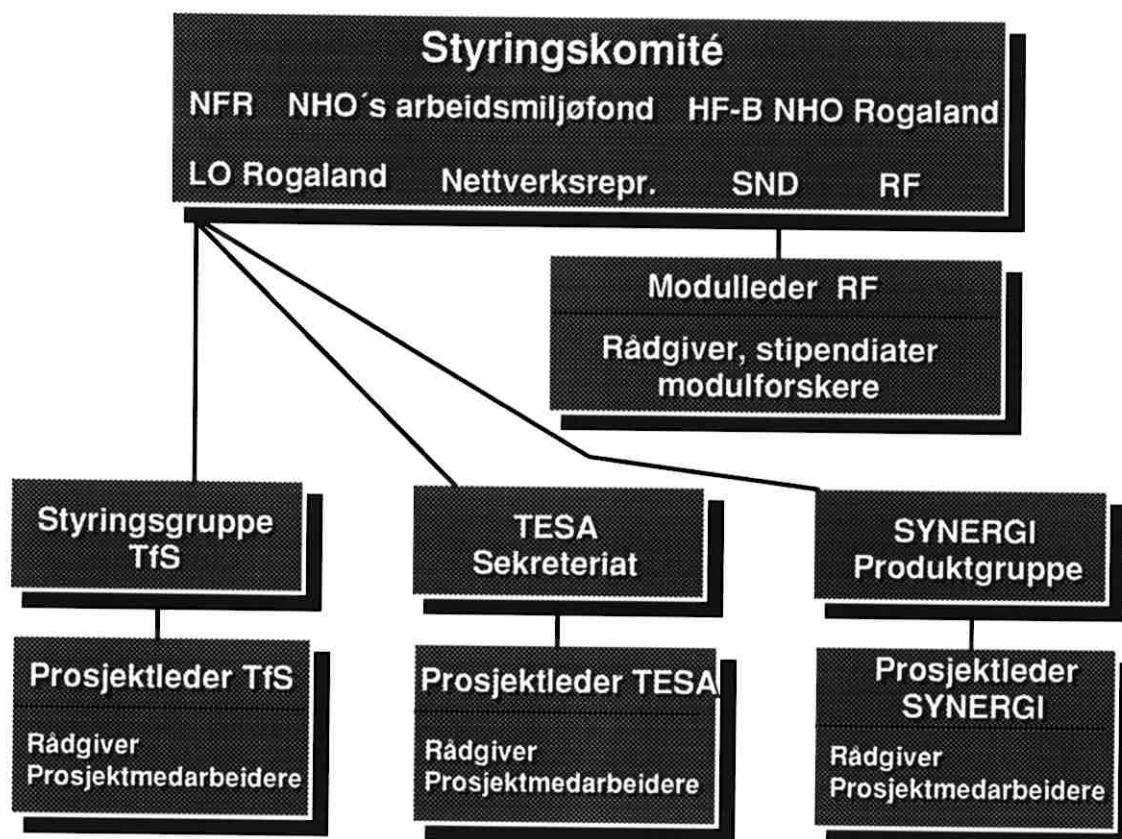 Styringskomité
NFR NHO´s arbeidsmiljøfond HF-B NHO Rogaland
LO Rogaland Nettverksrepr. SND RF
Modulleder RF
Rådgiver, stipendiater
modulforskere
Styringsgruppe
TfS
TESA
Sekreteriat
SYNERGI
Produktgruppe
Prosjektleder TfS
Rådgiver
Prosjektmedarbeidere
Prosjektleder TESA
Rådgiver
Prosjektmedarbeidere
Prosjektleder
SYNERGI
Rådgiver
Prosjektmedarbeidere